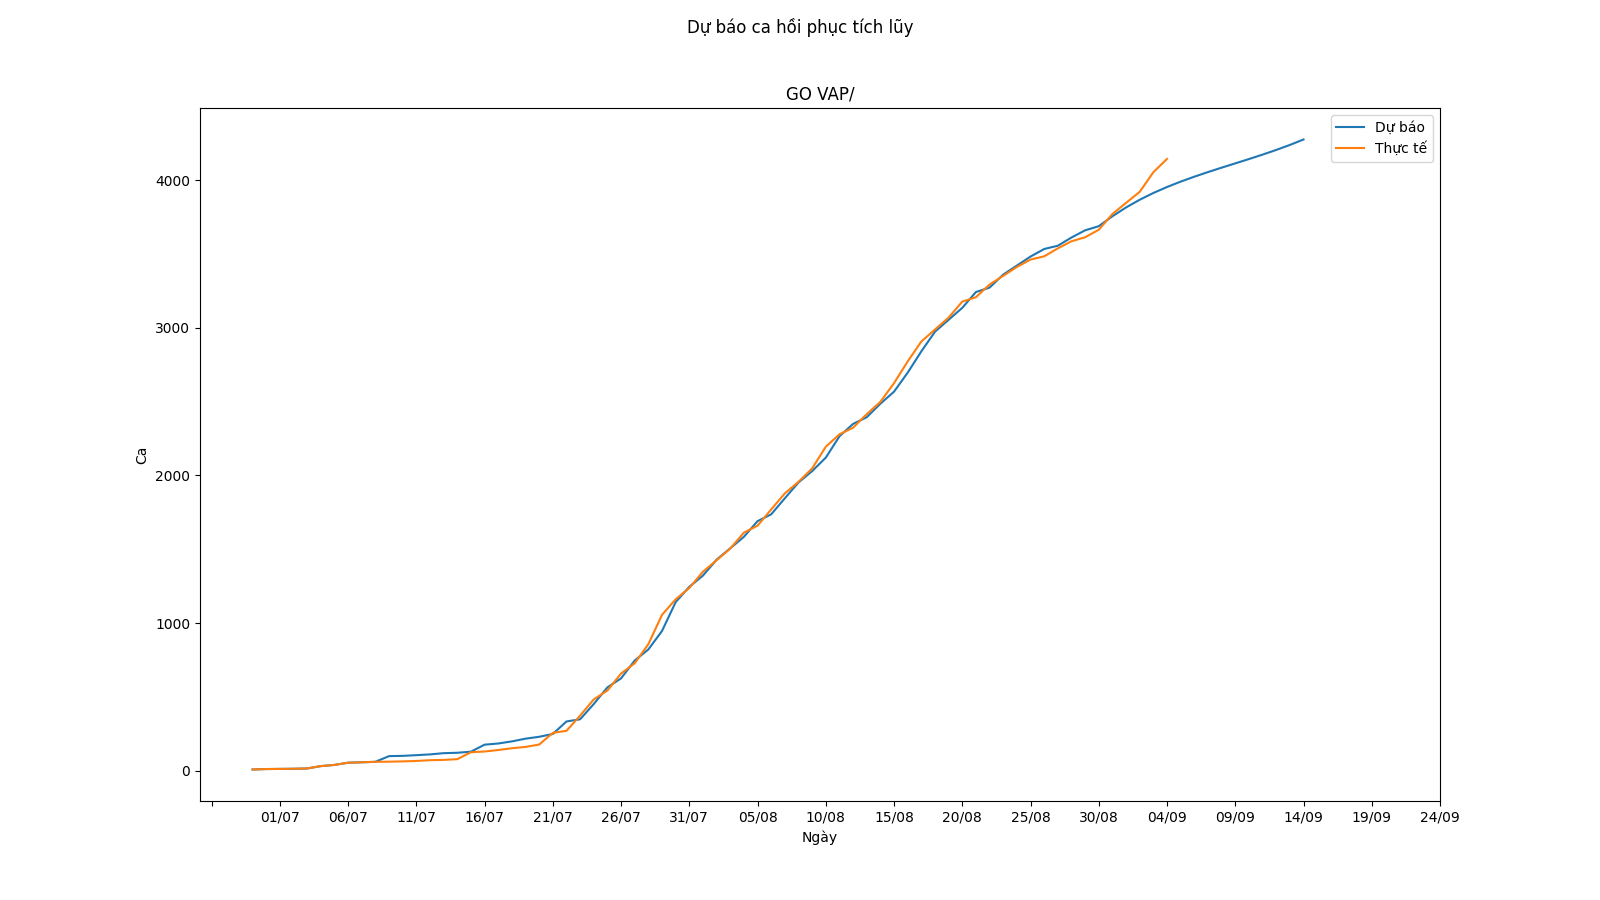 Dự báo ca hồi phục tích lũy
GO VAP/
Dự báo
Thực tế
4000
3000
2000
1000
0
Ca
01/07 06/07 11/07 16/07 21/07 26/07 31/07 05/08 10/08 15/08 20/08 25/08 30/08 04/09 09/09 14/09 19/09 24/09
Ngày